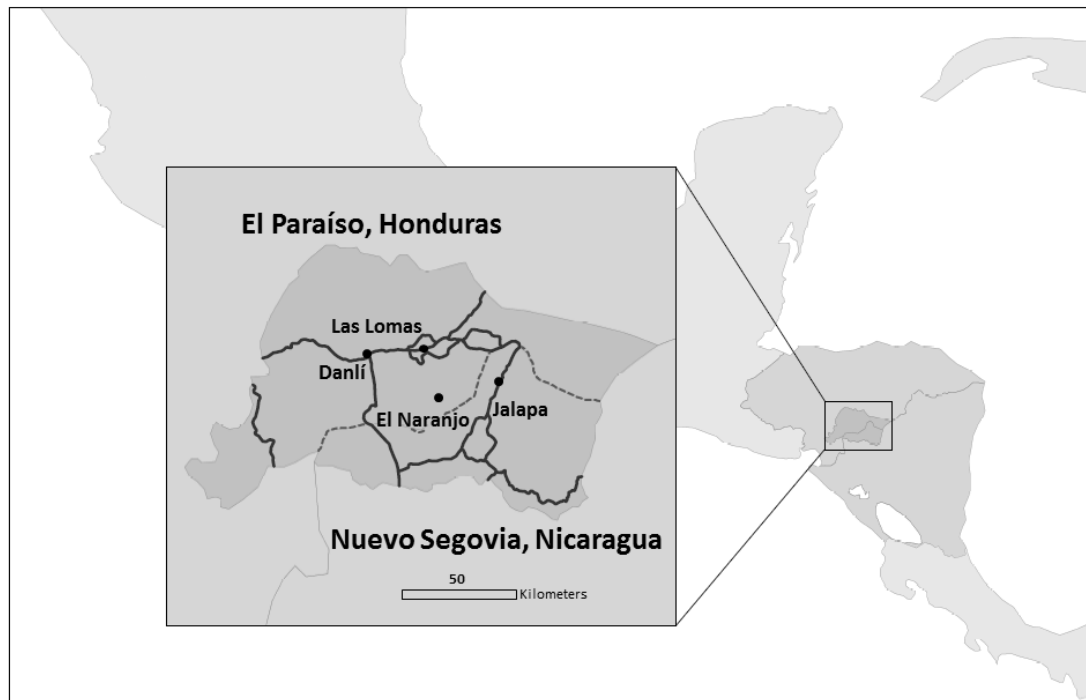 El Paraíso, Honduras
Las Lomas
Danlí
El Naranjo
Jalapa
Nuevo Segovia, Nicaragua
50
Kilometers